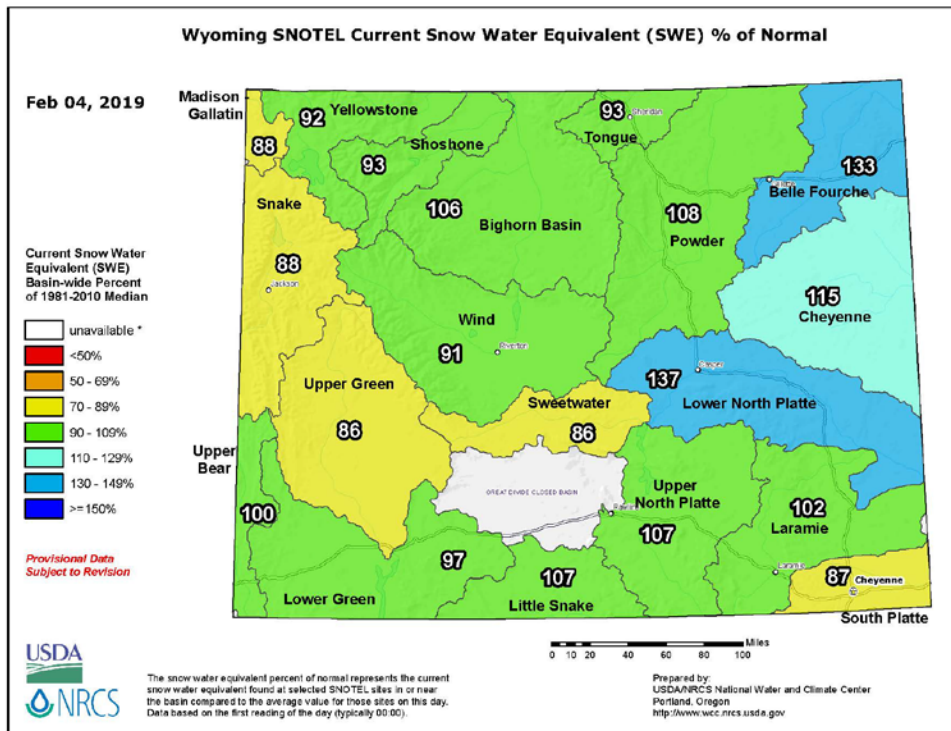 Wyoming SNOTEL Current Snow Water Equivalent (SWE) % of Normal
Feb 04, 2019
Madison
Gallatin
92
Yellowstone
93
Sheridan
Tongue
88
Shoshone
93
133
Belle Fourche
Snake
106
Bighorn Basin
108
Powder
88
Jackson
115
Cheyenne
Wind
Riverton
91
Casper
137
Lower North Platte
Upper Green
86
Sweetwater
86
Upper
Bear
GREAT DIVIDE CLOSED BASIN
Upper
North Platte
Rawlins
107
102
Laramie
100
97
Lower Green
107
Little Snake
Laramie
87
Cheyenne
South Platte
Current Snow Water
Equivalent (SWE)
Basin-wide Percent
of 1981-2010 Median
unavailable *
<50%
50 - 69%
70 - 89%
90 - 109%
110 - 129%
130 - 149%
>= 150%
Provisional Data
Subject to Revision
Miles
0 10 20 40 60 80 100
USDA
NRCS
The snow water equivalent percent of normal represents the current
snow water equivalent found at selected SNOTEL sites in or near
the basin compared to the average value for those sites on this day.
Data based on the first reading of the day (typically 00:00).
Prepared by:
USDA/NRCS National Water and Climate Center
Portland, Oregon
http://www.wcc.nrcs.usda.gov